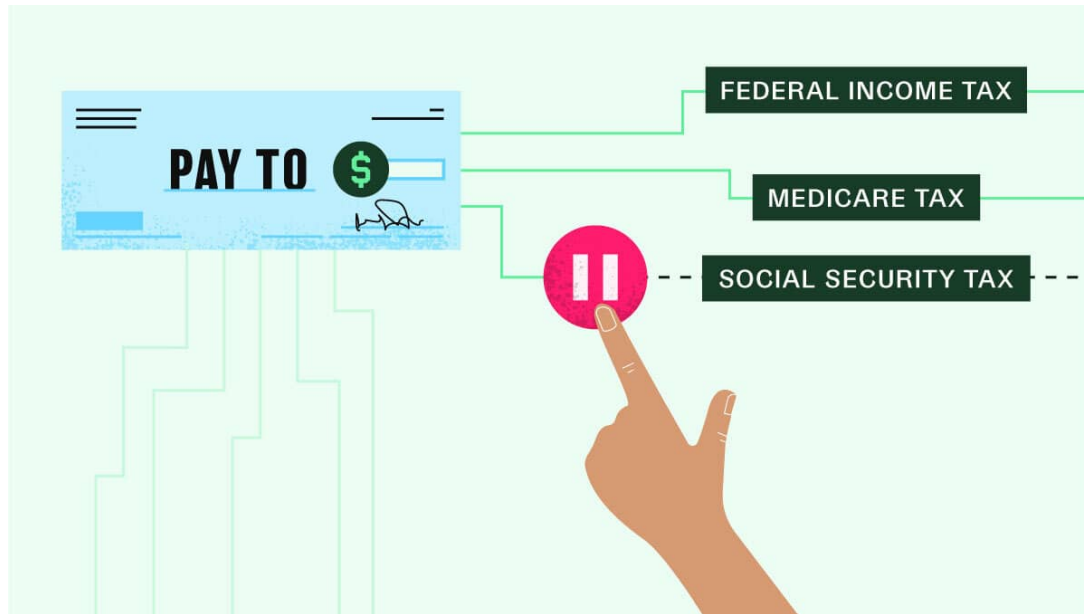 PAY TO $
FEDERAL INCOME TAX
MEDICARE TAX
SOCIAL SECURITY TAX